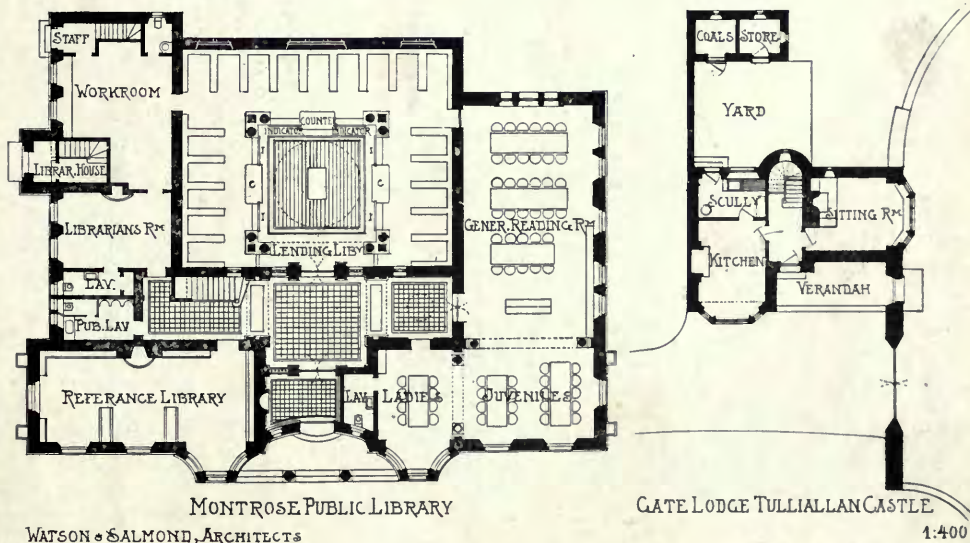 STAFF
WORKROOM
LIBRAR. HOUSE
LIBRARIANS RM
LAV.
PUB. LAV
REFERANCE LIBRARY
COUNTER
INDICATOR INDICATOR
C C
I I
I I
LENDING LIBY
GENER. READING RM
LAV.
LADIES
JUVENILES
MONTROSE PUBLIC LIBRARY
WATSON & SALMOND, ARCHITECTS
COALS STORE
YARD
SCULLY
SITTING RM
KITCHEN
VERANDAH
GATE LODGE TULLIALLAN CASTLE
1:400